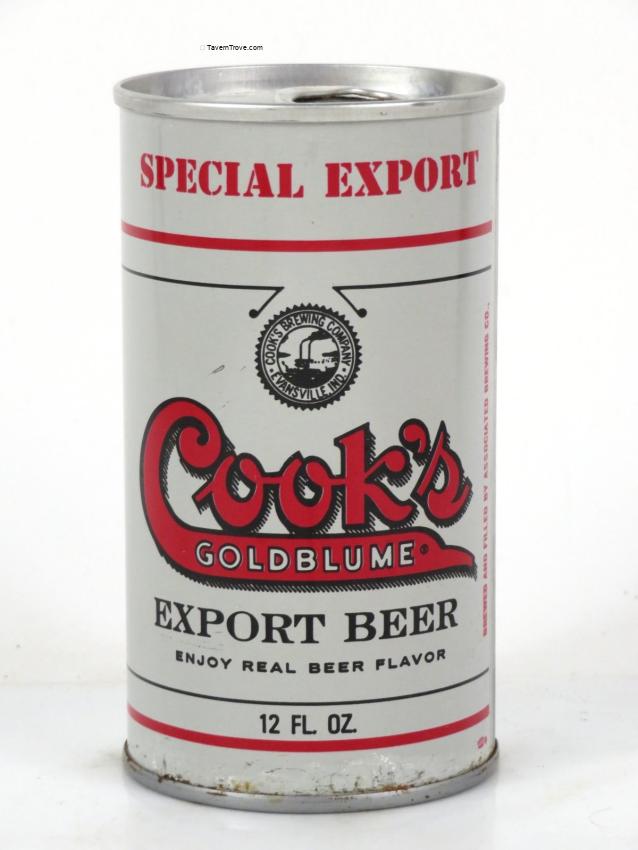 © TavernTrove.com
SPECIAL EXPORT
COOK'S BREWING COMPANY
• EVANSVILLE, IND. •
Cook's
GOLDBLUME®
EXPORT BEER
ENJOY REAL BEER FLAVOR
12 FL. OZ.
BREWED AND FILLED BY ASSOCIATED BREWING CO.,